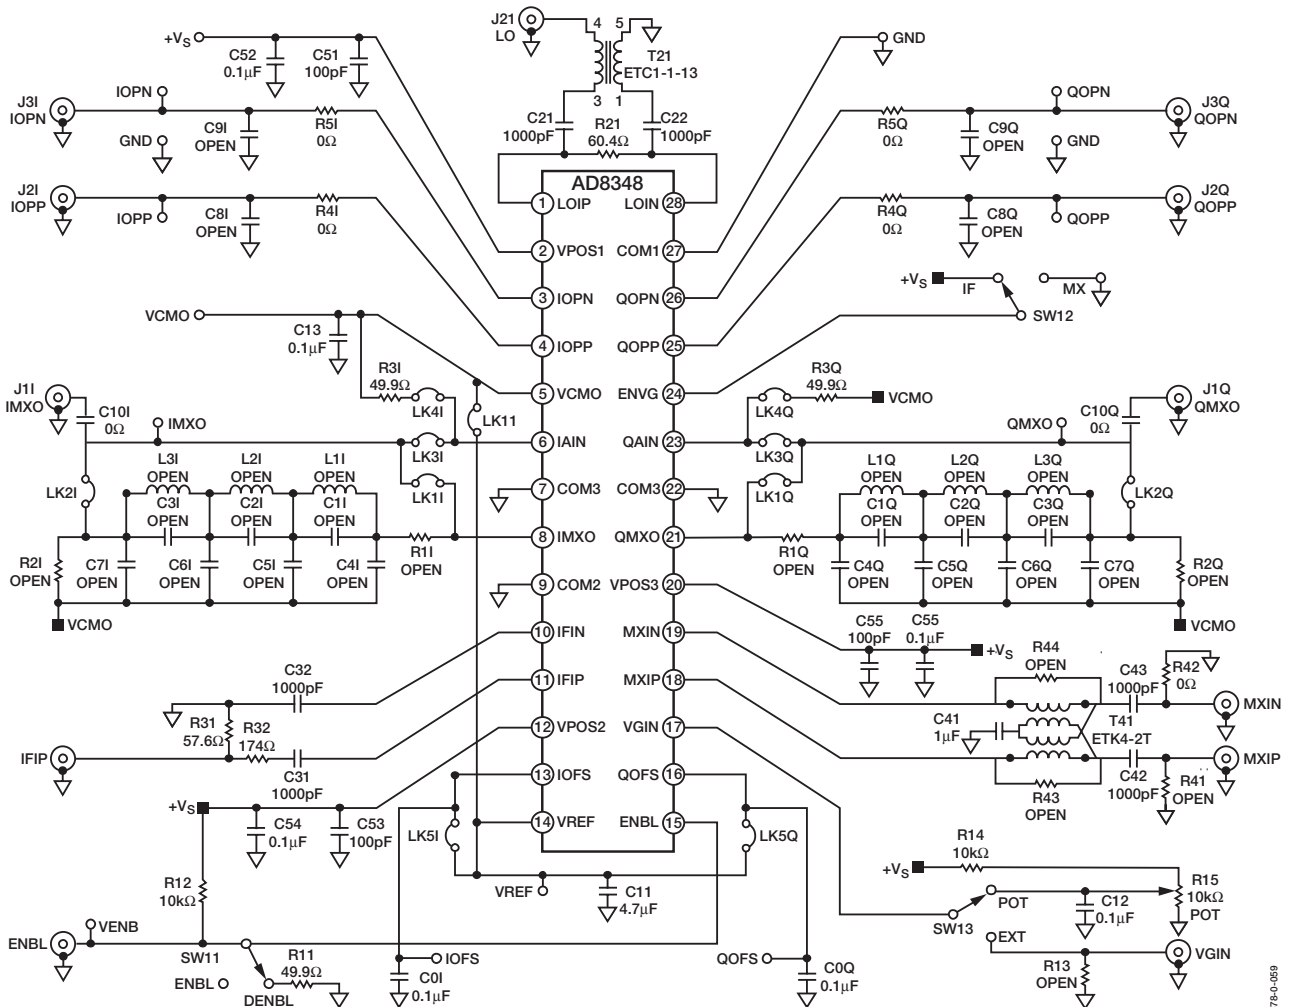 J21
LO
4
5
T21
ETC1-1-13
3
1
+VS
C52
0.1µF
C51
100pF
GND
J3I
IOPN
IOPN
C9I
OPEN
R5I
0Ω
GND
C21
1000pF
R21
60.4Ω
C22
1000pF
R5Q
0Ω
C9Q
OPEN
QOPN
GND
J3Q
QOPN
J2I
IOPP
IOPP
C8I
OPEN
R4I
0Ω
R4Q
0Ω
C8Q
OPEN
QOPP
J2Q
QOPP
AD8348
1 LOIP
LOIN 28
2 VPOS1
COM1 27
3 IOPN
QOPN 26
4 IOPP
QOPP 25
5 VCMO
ENVG 24
6 IAIN
QAIN 23
7 COM3
COM3 22
8 IMXO
QMXO 21
9 COM2
VPOS3 20
10 IFIN
MXIN 19
11 IFIP
MXIP 18
12 VPOS2
VGIN 17
13 IOFS
QOFS 16
14 VREF
ENBL 15
+VS
IF
MX
SW12
VCMO
C13
0.1µF
R3I
49.9Ω
LK4I
LK11
LK3I
LK1I
J1I
IMXO
C10I
0Ω
IMXO
LK2I
L3I
OPEN
L2I
OPEN
L1I
OPEN
C3I
OPEN
C2I
OPEN
C1I
OPEN
R2I
OPEN
C7I
OPEN
C6I
OPEN
C5I
OPEN
C4I
OPEN
R1I
OPEN
VCMO
R3Q
49.9Ω
VCMO
LK4Q
LK3Q
LK1Q
QMXO
J1Q
QMXO
C10Q
0Ω
LK2Q
L1Q
OPEN
L2Q
OPEN
L3Q
OPEN
C1Q
OPEN
C2Q
OPEN
C3Q
OPEN
R1Q
OPEN
C4Q
OPEN
C5Q
OPEN
C6Q
OPEN
C7Q
OPEN
R2Q
OPEN
VCMO
C55
100pF
C55
0.1µF
+VS
C32
1000pF
R31
57.6Ω
R32
174Ω
C31
1000pF
IFIP
R44
OPEN
C43
1000pF
R42
0Ω
MXIN
C41
1µF
T41
ETK4-2T
MXIP
R43
OPEN
C42
1000pF
R41
OPEN
+VS
C54
0.1µF
C53
100pF
LK5I
LK5Q
R12
10kΩ
VREF
C11
4.7µF
+VS
R14
10kΩ
R15
10kΩ
POT
POT
C12
0.1µF
SW13
EXT
R13
OPEN
VGIN
ENBL
VENB
SW11
R11
49.9Ω
ENBL
DENBL
IOFS
C0I
0.1µF
QOFS
C0Q
0.1µF
78-0-059